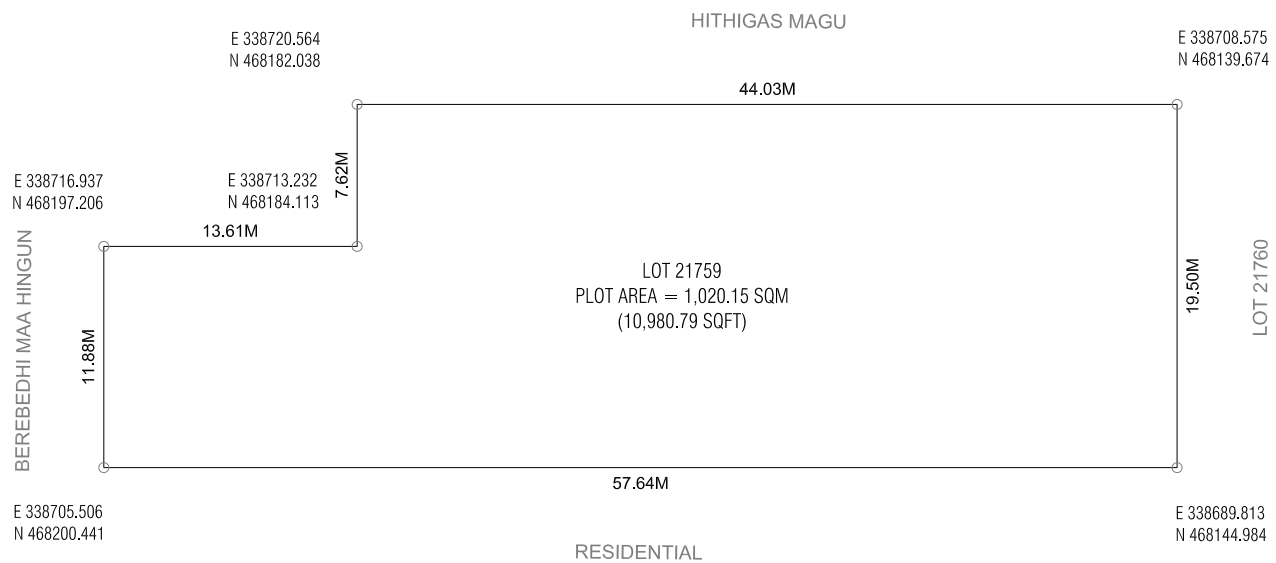 HITHIGAS MAGU
E 338720.564
N 468182.038
E 338708.575
N 468139.674
44.03M
7.62M
E 338716.937
N 468197.206
E 338713.232
N 468184.113
13.61M
BEREBEDHI MAA HINGUN
11.88M
LOT 21759
PLOT AREA = 1,020.15 SQM
(10,980.79 SQFT)
19.50M
LOT 21760
57.64M
E 338705.506
N 468200.441
E 338689.813
N 468144.984
RESIDENTIAL